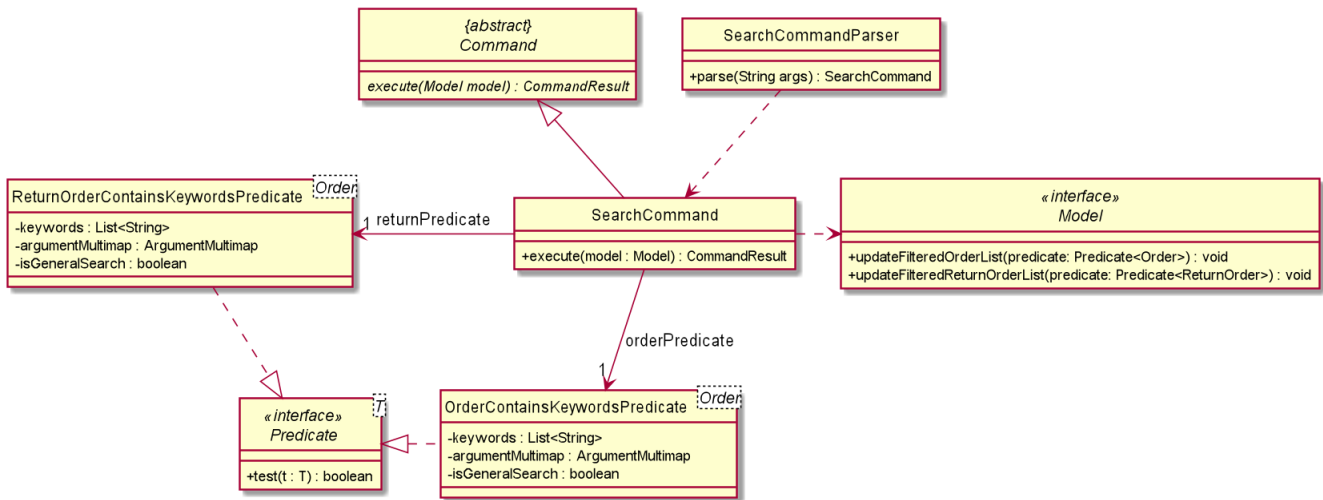 {abstract}
Command
execute(Model model) : CommandResult
SearchCommandParser
+parse(String args) : SearchCommand
ReturnOrderContainsKeywordsPredicate
Order
-keywords : List<String>
-argumentMultimap : ArgumentMultimap
-isGeneralSearch : boolean
1
returnPredicate
SearchCommand
+execute(model : Model) : CommandResult
«interface»
Model
+updateFilteredOrderList(predicate: Predicate<Order>) : void
+updateFilteredReturnOrderList(predicate: Predicate<ReturnOrder>) : void
orderPredicate
1
«interface»
Predicate
T
+test(t : T) : boolean
OrderContainsKeywordsPredicate
Order
-keywords : List<String>
-argumentMultimap : ArgumentMultimap
-isGeneralSearch : boolean